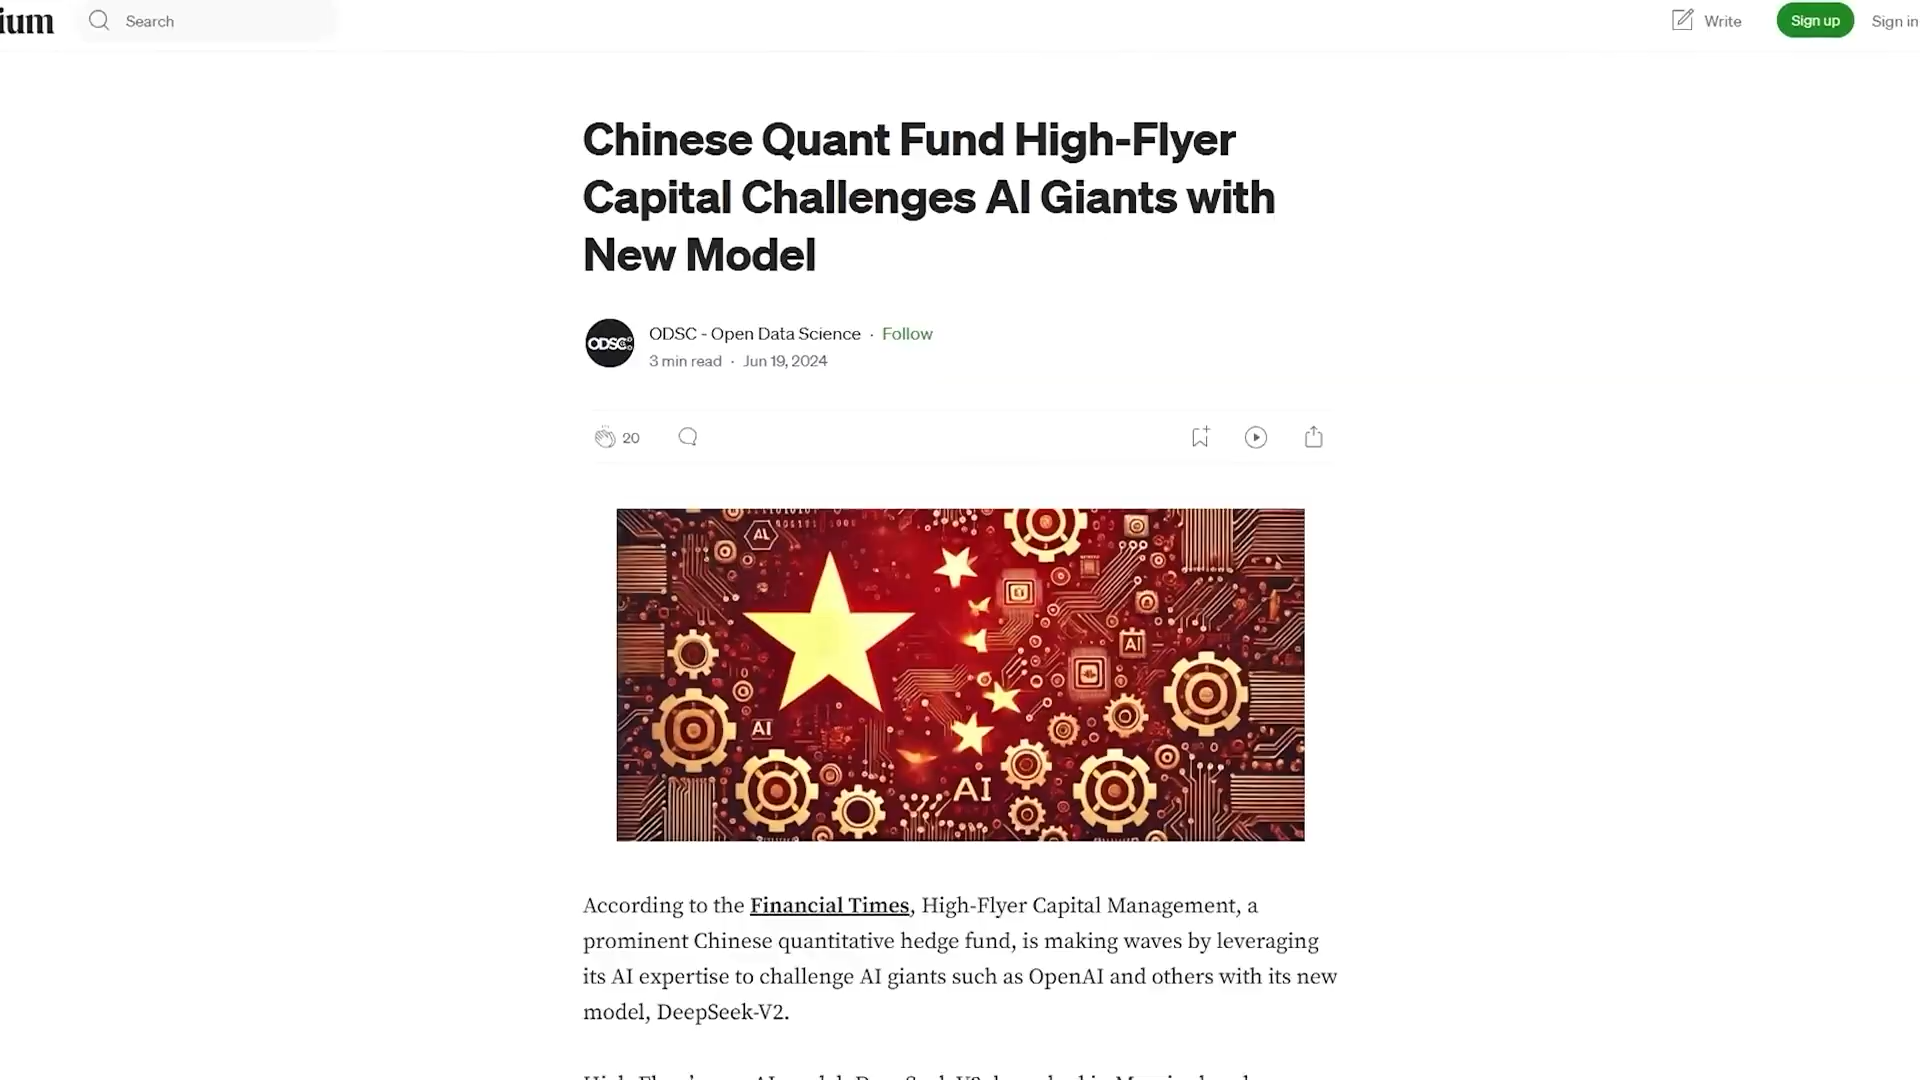 ium
Search
Write
Sign up
Sign in
Chinese Quant Fund High-Flyer
Capital Challenges AI Giants with
New Model
ODSC
ODSC - Open Data Science · Follow
3 min read · Jun 19, 2024
20
AI
AI
AI
According to the Financial Times, High-Flyer Capital Management, a
prominent Chinese quantitative hedge fund, is making waves by leveraging
its AI expertise to challenge AI giants such as OpenAI and others with its new
model, DeepSeek-V2.